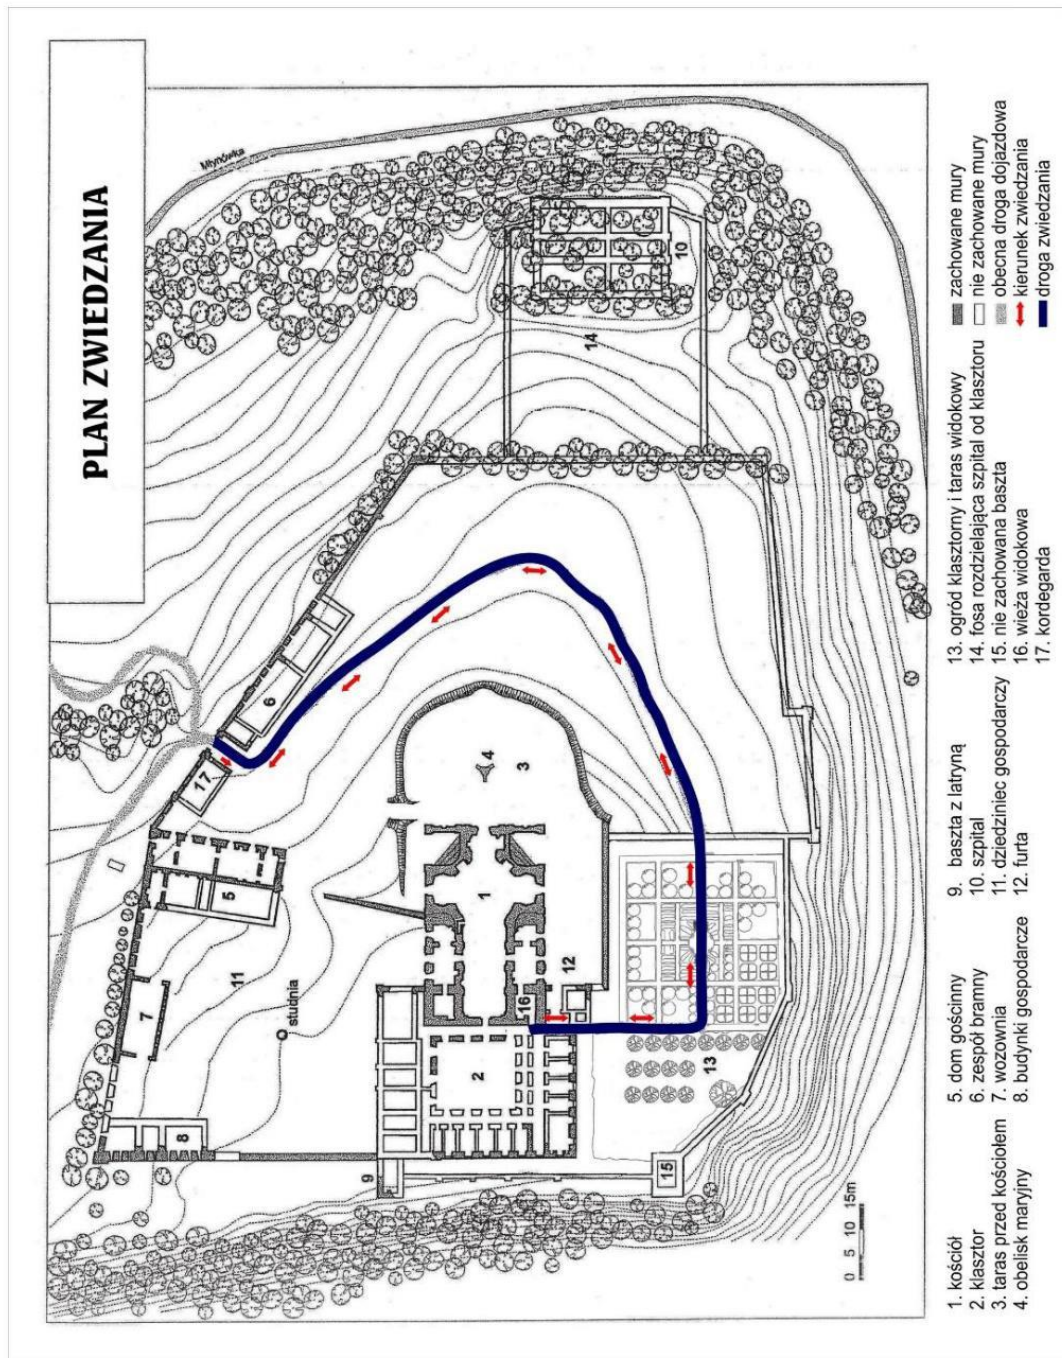 PLAN ZWIEDZANIA
Młynówka
17
6
5
7
11
studnia
8
4
3
1
12
16
2
9
13
15
14
10
0 5 10 15m
1. kościół
2. klasztor
3. taras przed kościołem
4. obelisk maryjny
5. dom gościnny
6. zespół bramny
7. wozownia
8. budynki gospodarcze
9. baszta z latryną
10. szpital
11. dziedziniec gospodarczy
12. furta
13. ogród klasztorny i taras widokowy
14. fosa rozdzielająca szpital od klasztoru
15. nie zachowana baszta
16. wieża widokowa
17. kordegarda
zachowane mury
nie zachowane mury
obecna droga dojazdowa
kierunek zwiedzania
droga zwiedzania